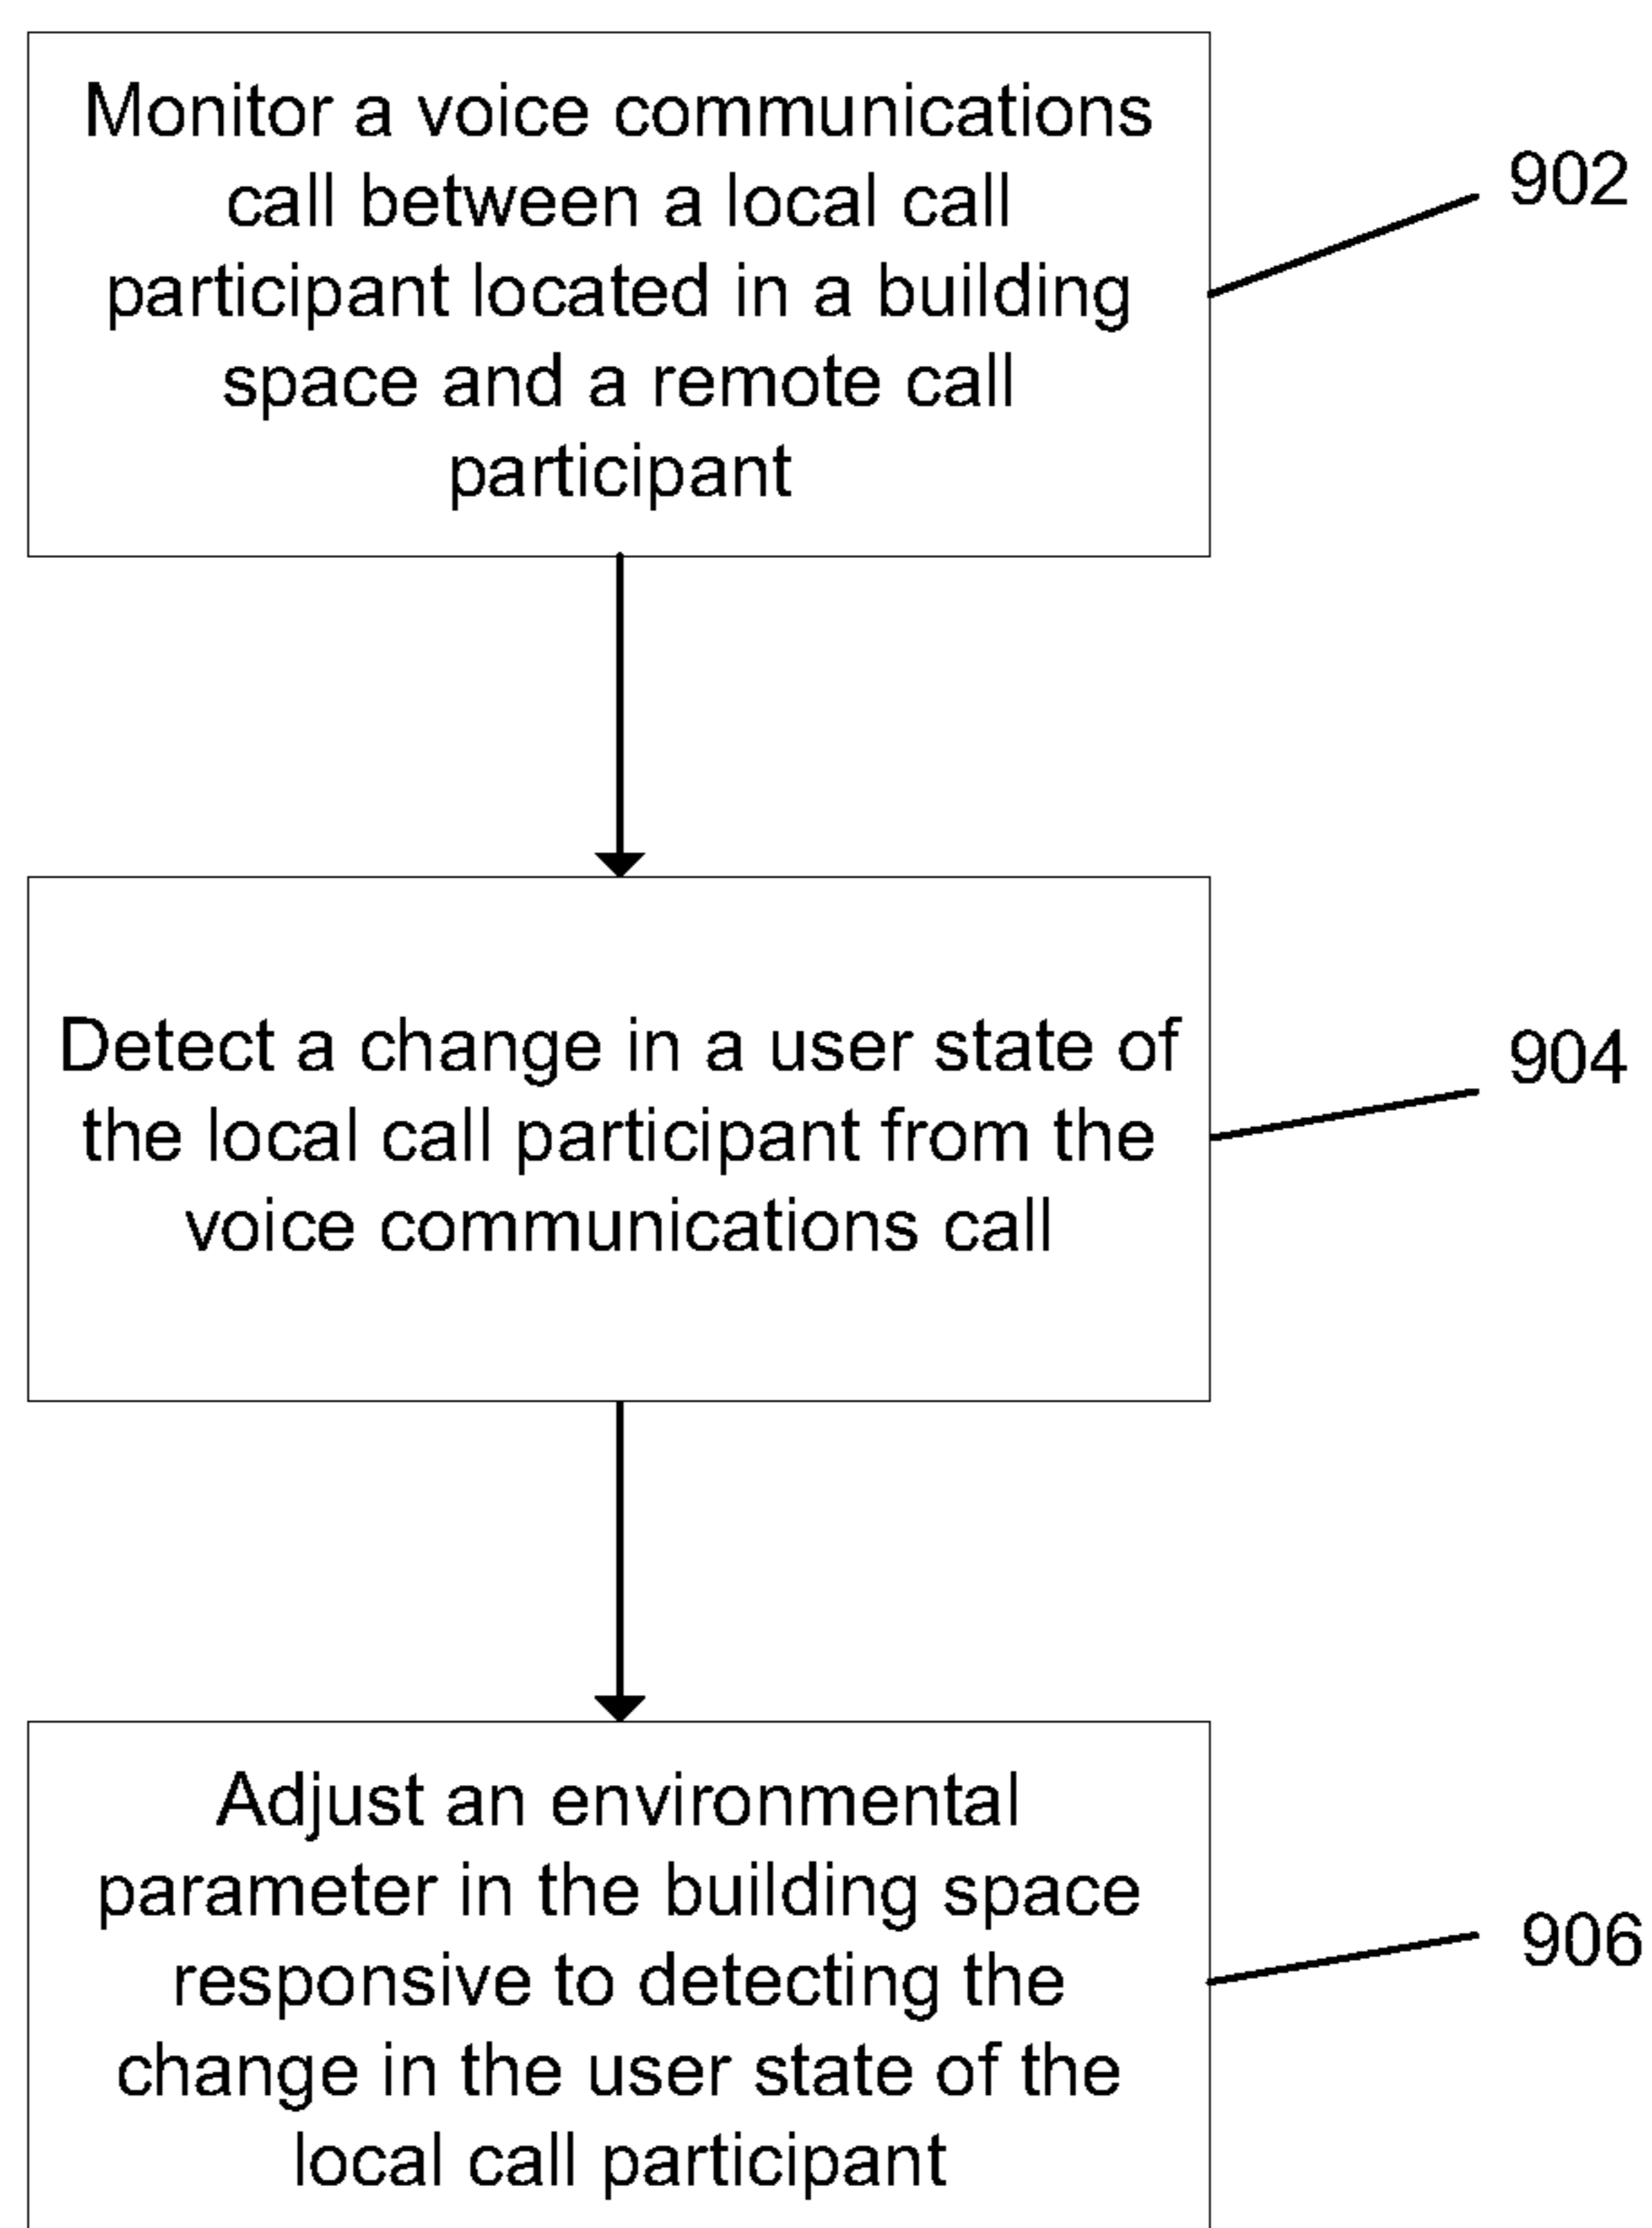 Monitor a voice communications
call between a local call
participant located in a building
space and a remote call
participant
902
Detect a change in a user state of
the local call participant from the
voice communications call
904
Adjust an environmental
parameter in the building space
responsive to detecting the
change in the user state of the
local call participant
906